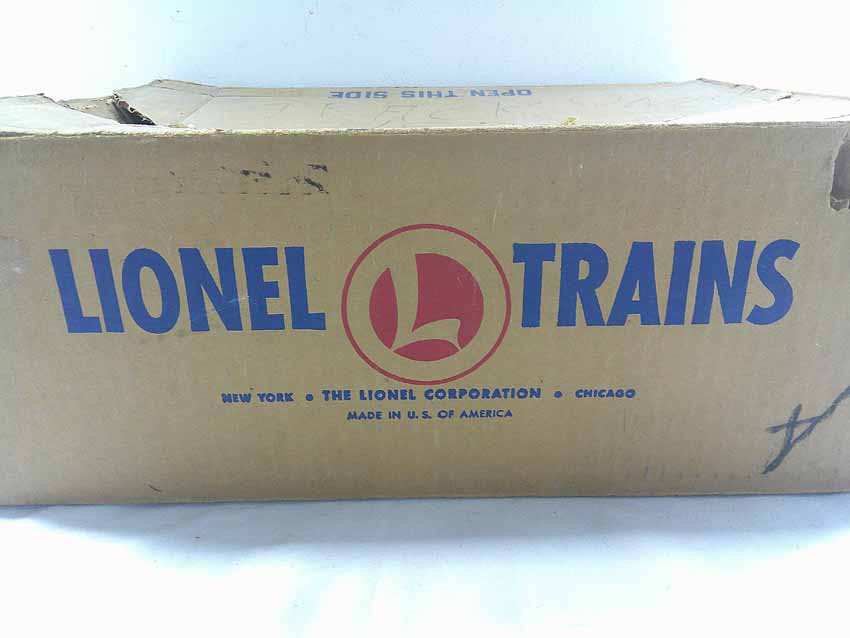 OPEN THIS SIDE
LIONEL L TRAINS
NEW YORK • THE LIONEL CORPORATION • CHICAGO
MADE IN U.S. OF AMERICA
A